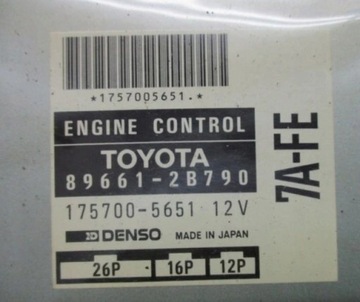 *1757005651.*
ENGINE CONTROL
TOYOTA
89661-2B790
175700-5651 12V
DENSO MADE IN JAPAN
26P 16P 12P
7A-FE